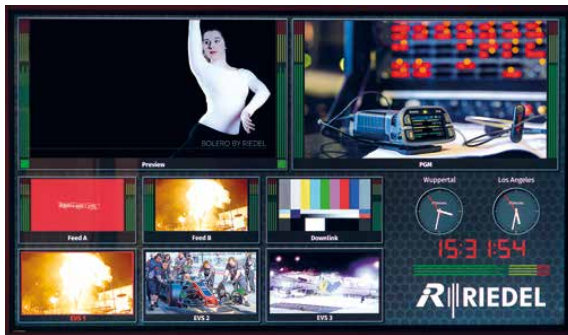 BOLERO BY RIEDEL
Preview
PGM
Wuppertal
Los Angeles
Feed A
Feed B
Downlink
15:31:54
EVS 1
EVS 2
EVS 3
RIEDEL